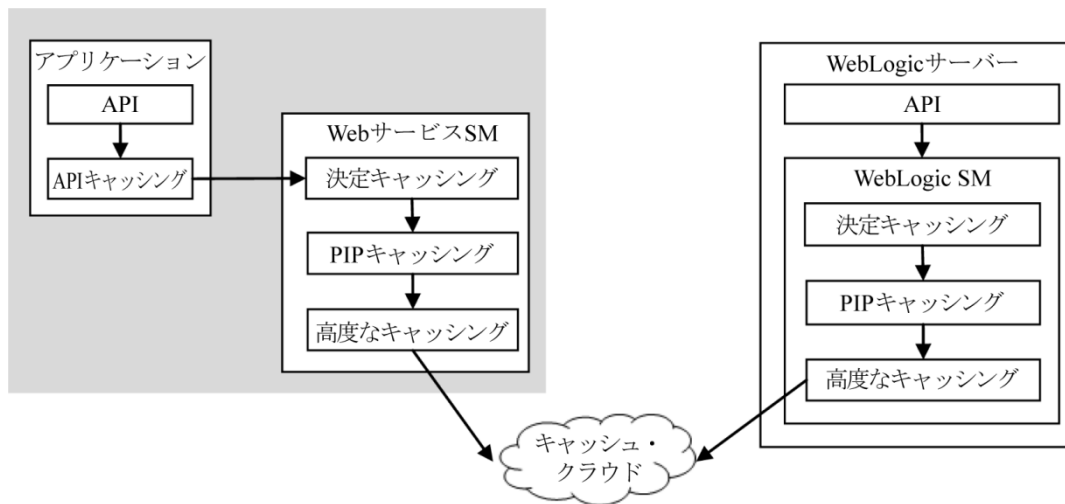 アプリケーション
API
APIキャッシング
WebサービスSM
決定キャッシング
PIPキャッシング
高度なキャッシング
WebLogicサーバー
API
WebLogic SM
決定キャッシング
PIPキャッシング
高度なキャッシング
キャッシュ・
クラウド